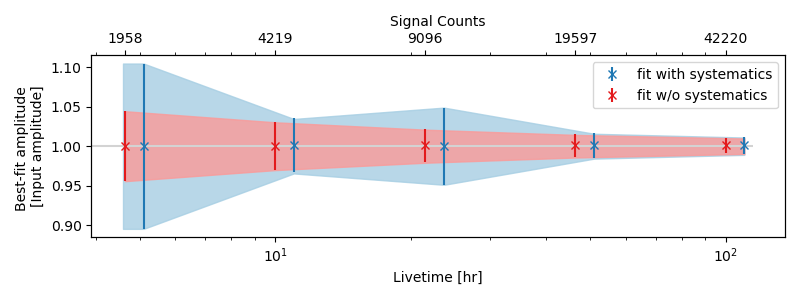 Signal Counts
1958 4219 9096 19597 42220
fit with systematics
fit w/o systematics
Best-fit amplitude
[Input amplitude]
1.10
1.05
1.00
0.95
0.90
10¹ 10²
Livetime [hr]